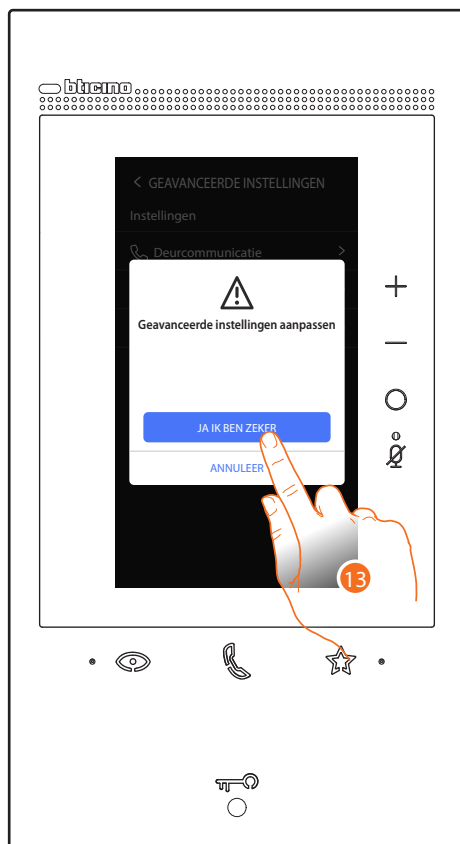 bticino
GEAVANCEERDE INSTELLINGEN
Instellingen
Deurcommunicatie
Geavanceerde instellingen aanpassen
JA IK BEN ZEKER
ANNULEER
13